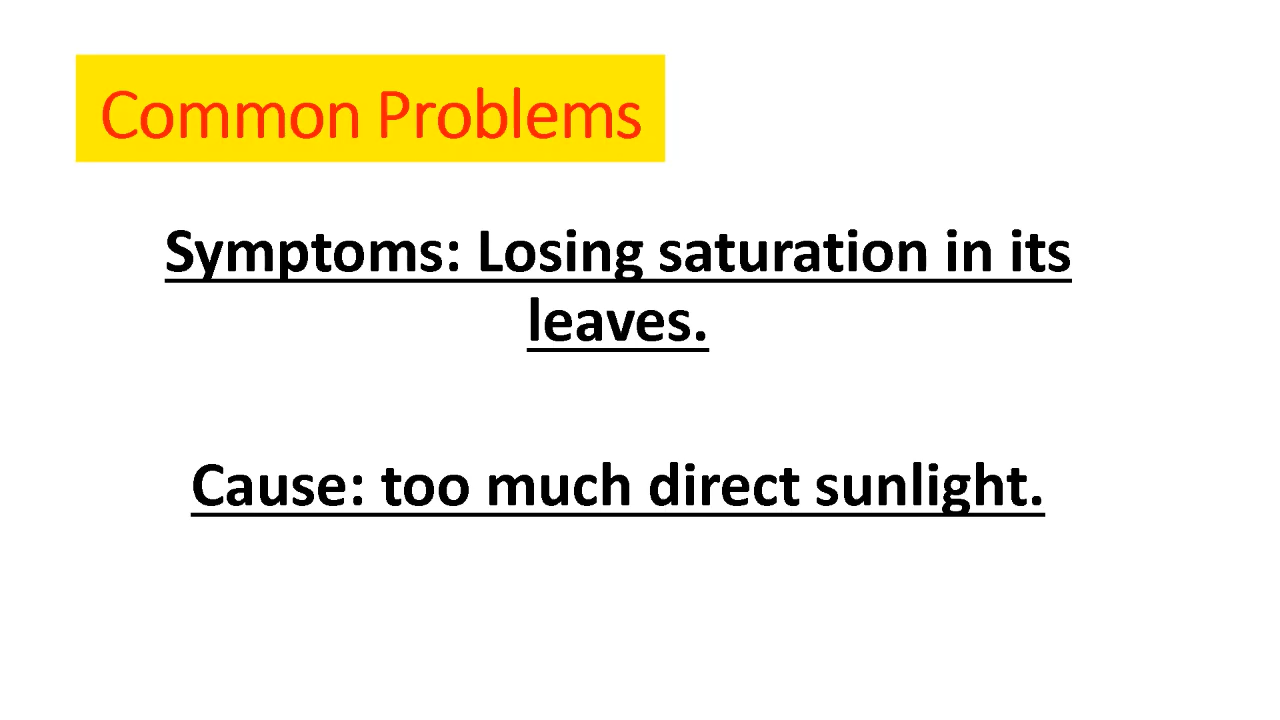 Common Problems
Symptoms: Losing saturation in its
leaves.
Cause: too much direct sunlight.